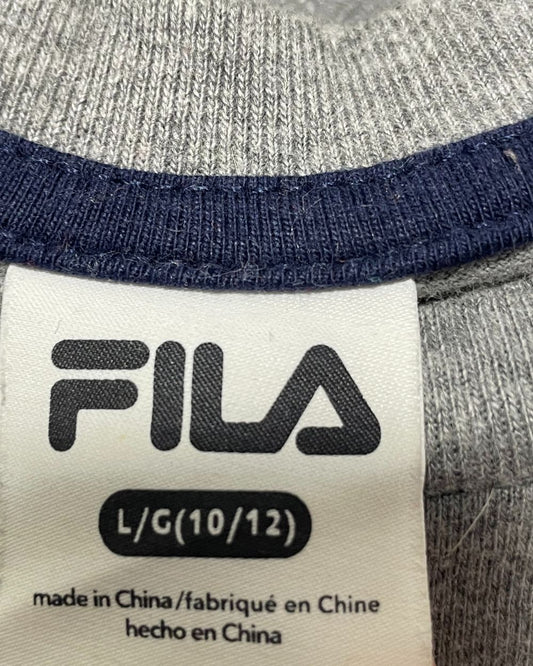 FILA
L/G(10/12)
made in China/fabriqué en Chine
hecho en China